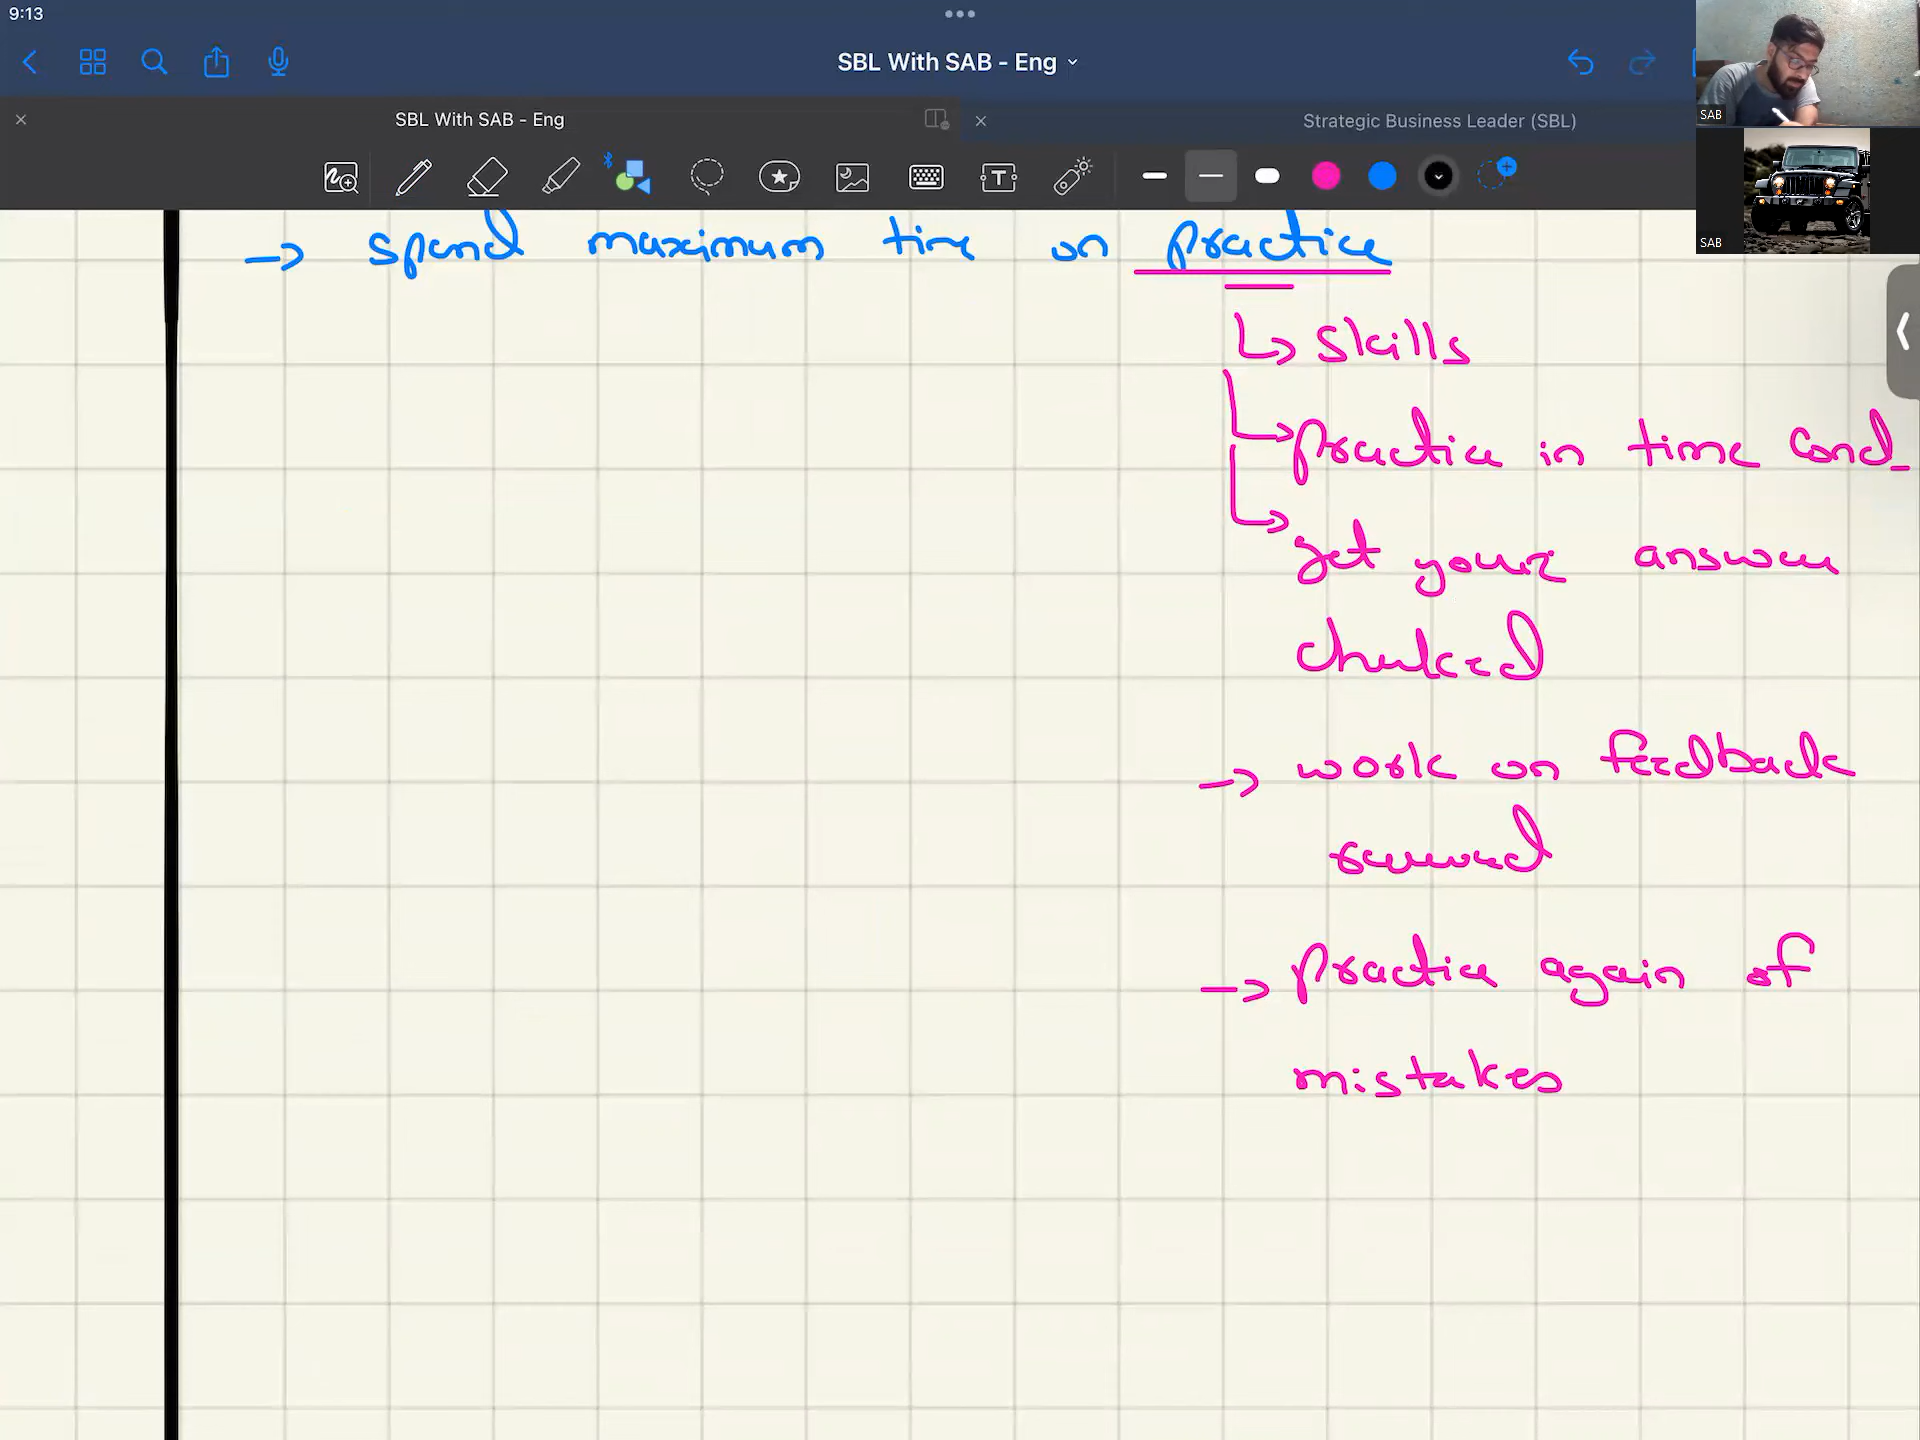 9:13
SBL With SAB - Eng
SBL With SAB - Eng
Strategic Business Leader (SBL)
SAB
SAB
→ spend maximum time on practice
↳ skills
↳ practice in time cond
↳ get your answer
checked
→ work on feedback
received
→ practice again of
mistakes